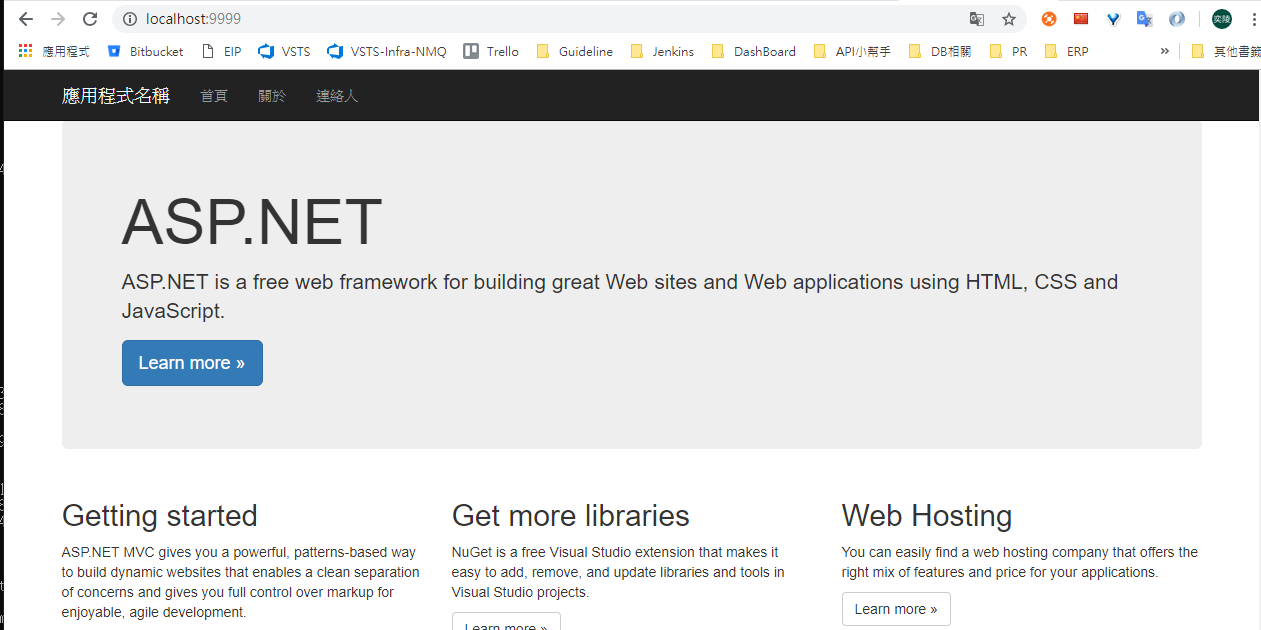 localhost:9999
應用程式 Bitbucket EIP VSTS VSTS-Infra-NMQ Trello Guideline Jenkins DashBoard API小幫手 DB相關 PR ERP » 其他書籤
應用程式名稱 首頁 關於 連絡人
ASP.NET
ASP.NET is a free web framework for building great Web sites and Web applications using HTML, CSS and
JavaScript.
Learn more »
Getting started
ASP.NET MVC gives you a powerful, patterns-based way
to build dynamic websites that enables a clean separation
of concerns and gives you full control over markup for
enjoyable, agile development.
Get more libraries
NuGet is a free Visual Studio extension that makes it
easy to add, remove, and update libraries and tools in
Visual Studio projects.
Learn more »
Web Hosting
You can easily find a web hosting company that offers the
right mix of features and price for your applications.
Learn more »